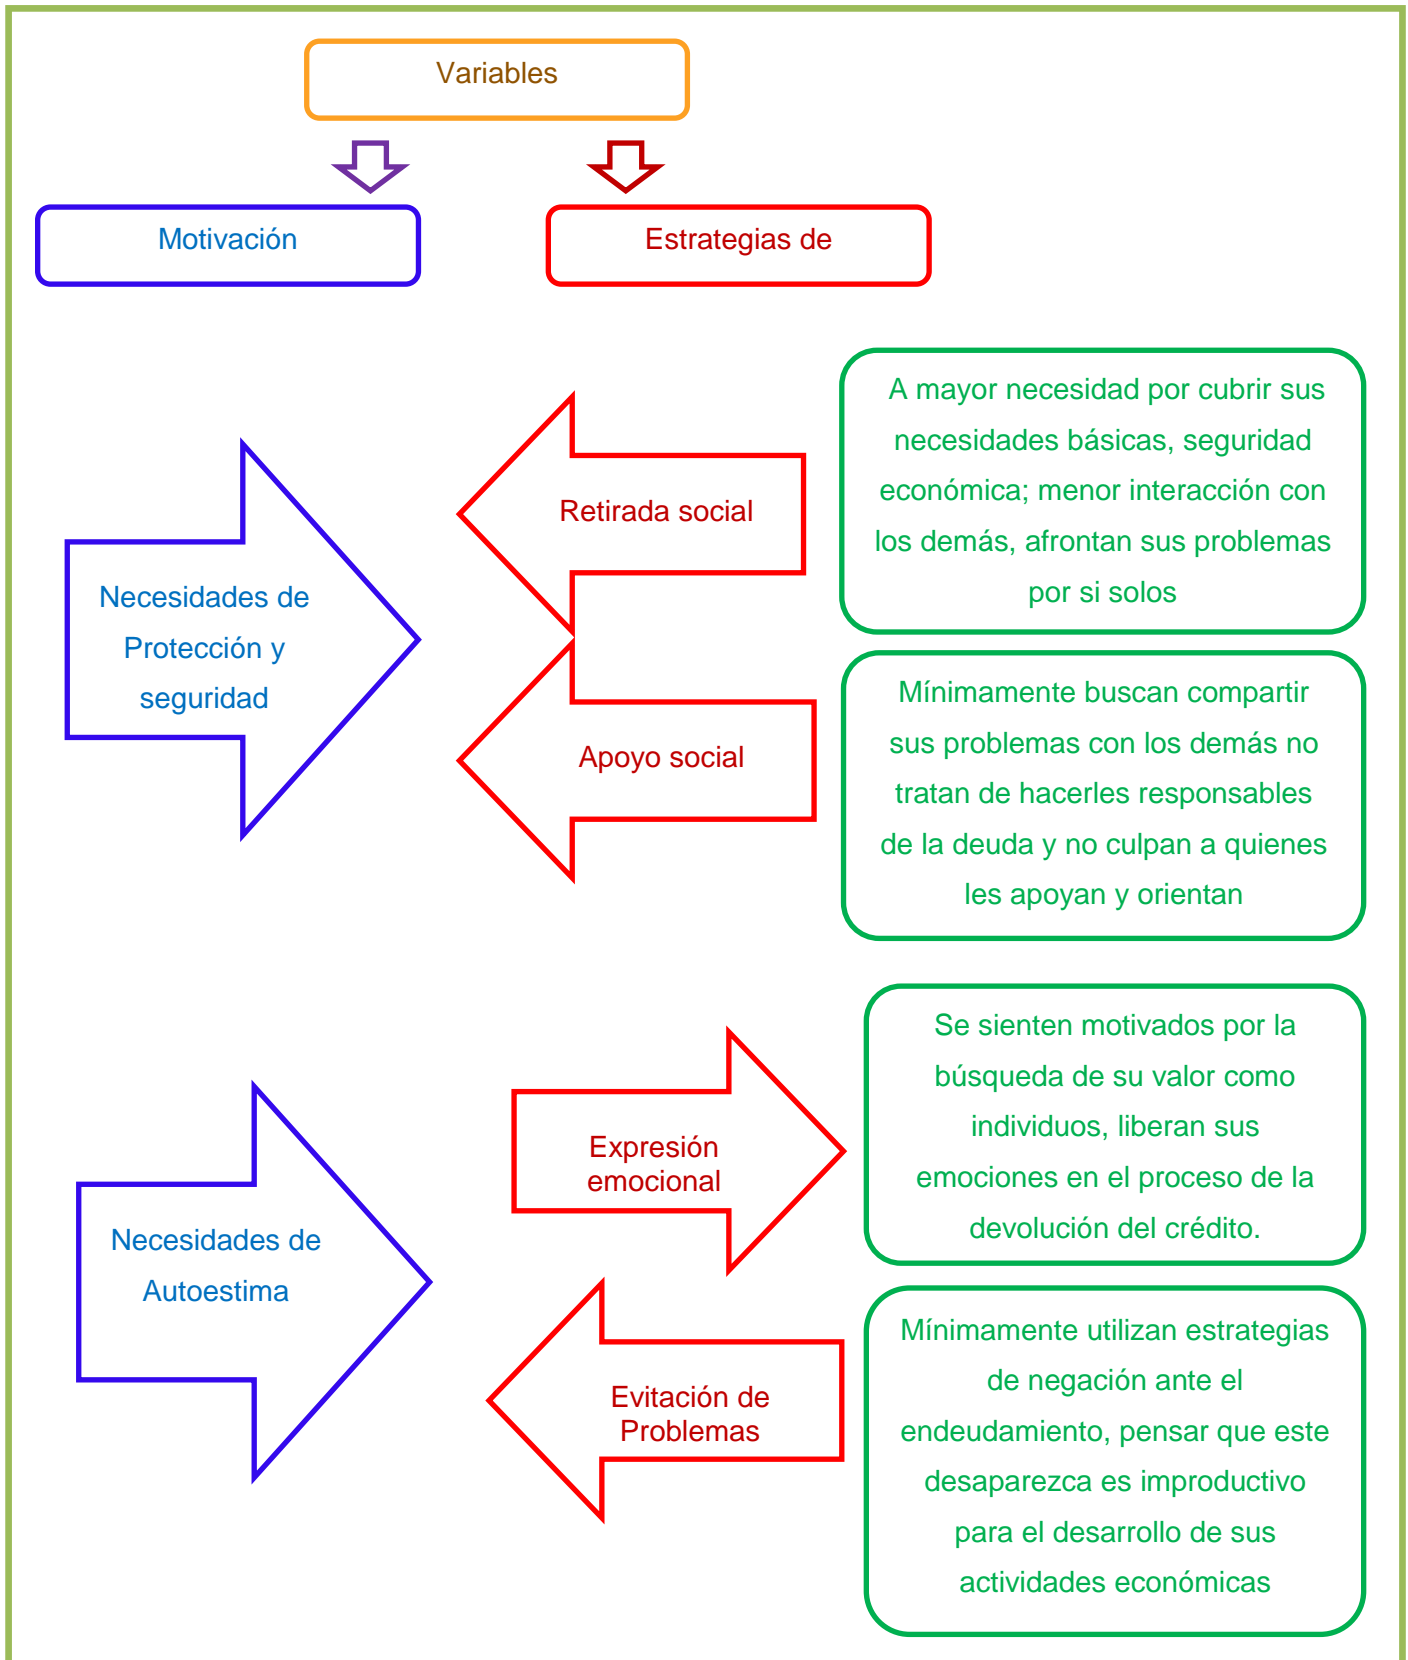 Variables
Motivación
Estrategias de
Necesidades de
Protección y
seguridad
Retirada social
A mayor necesidad por cubrir sus
necesidades básicas, seguridad
económica; menor interacción con
los demás, afrontan sus problemas
por si solos
Apoyo social
Mínimamente buscan compartir
sus problemas con los demás no
tratan de hacerles responsables
de la deuda y no culpan a quienes
les apoyan y orientan
Necesidades de
Autoestima
Expresión
emocional
Se sienten motivados por la
búsqueda de su valor como
individuos, liberan sus
emociones en el proceso de la
devolución del crédito.
Evitación de
Problemas
Mínimamente utilizan estrategias
de negación ante el
endeudamiento, pensar que este
desaparezca es improductivo
para el desarrollo de sus
actividades económicas